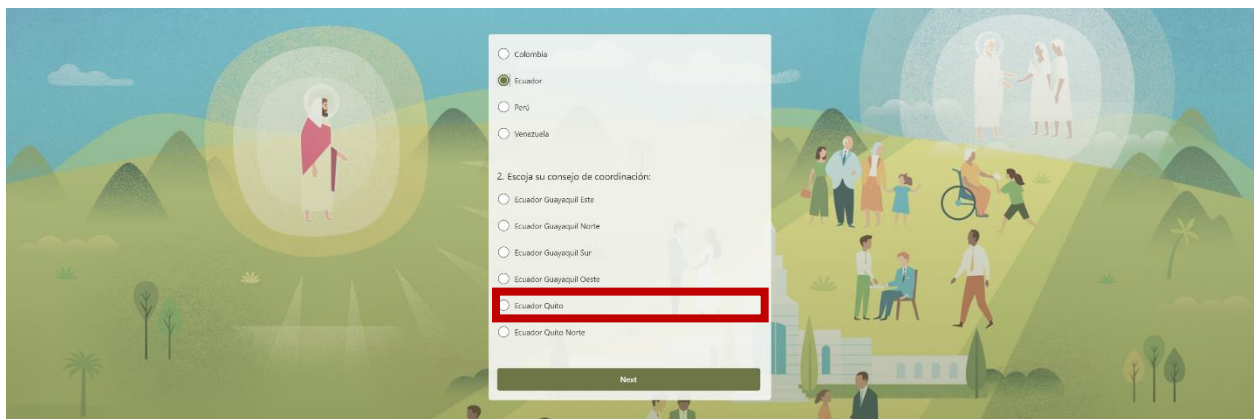 Colombia
Ecuador
Perú
Venezuela
2. Escoja su consejo de coordinación:
Ecuador Guayaquil Este
Ecuador Guayaquil Norte
Ecuador Guayaquil Sur
Ecuador Guayaquil Oeste
Ecuador Quito
Ecuador Quito Norte
Next